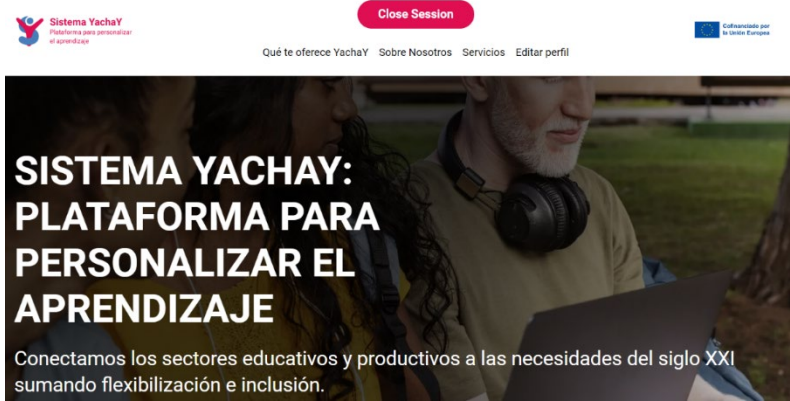 Sistema YachaY
Plataforma para personalizar
el aprendizaje
Close Session
Cofinanciado por
la Unión Europea
Qué te oferece YachaY Sobre Nosotros Servicios Editar perfil
SISTEMA YACHAY:
PLATAFORMA PARA
PERSONALIZAR EL
APRENDIZAJE
Conectamos los sectores educativos y productivos a las necesidades del siglo XXI
sumando flexibilización e inclusión.